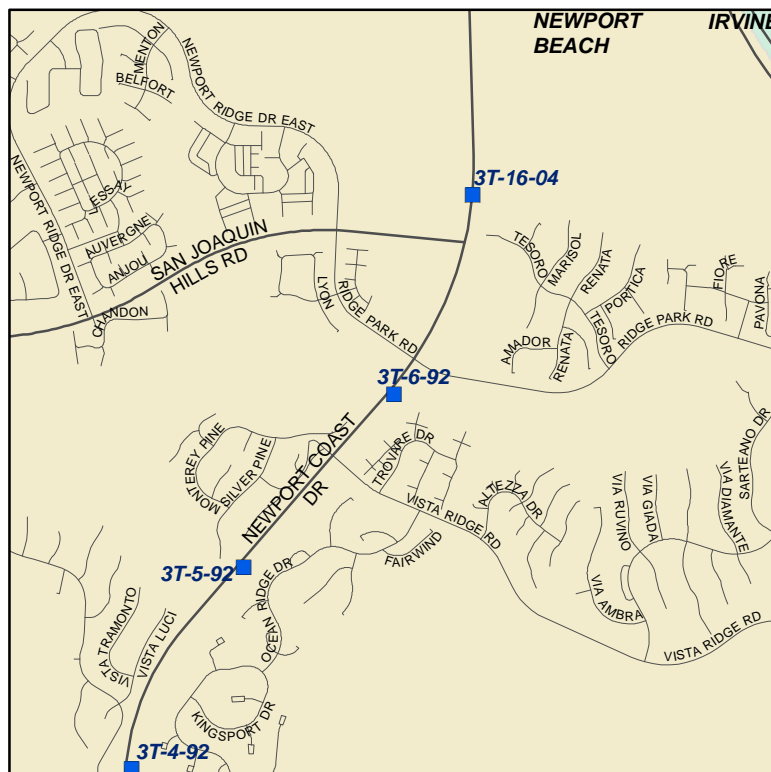 NEWPORT
BEACH
IRVINE
MENTON
BELFORT
NEWPORT RIDGE DR EAST
NEWPORT RIDGE DR EAST
ESSAY
AUVERGNE
ANJOU
SAN JOAQUIN
HILLS RD
CHANDON
LYON
RIDGE PARK RD
3T-16-04
TESORO
MARISOL
RENATA
PORTICA
TESORO
FIORE
PAVONA
RIDGE PARK RD
AMADOR
RENATA
3T-6-92
MONTEREY PINE
SILVER PINE
NEWPORT COAST
DR
TROVARE DR
VISTA RIDGE RD
ALTEZZA DR
FAIRWIND
VIA RUVINO
VIA GIADA
VIA DIAMANTE
SARTEANO DR
VIA AMBRA
VISTA RIDGE RD
3T-5-92
OCEAN RIDGE DR
VISTA TRAMONTO
VISTA LUCI
KINGSPORT DR
3T-4-92